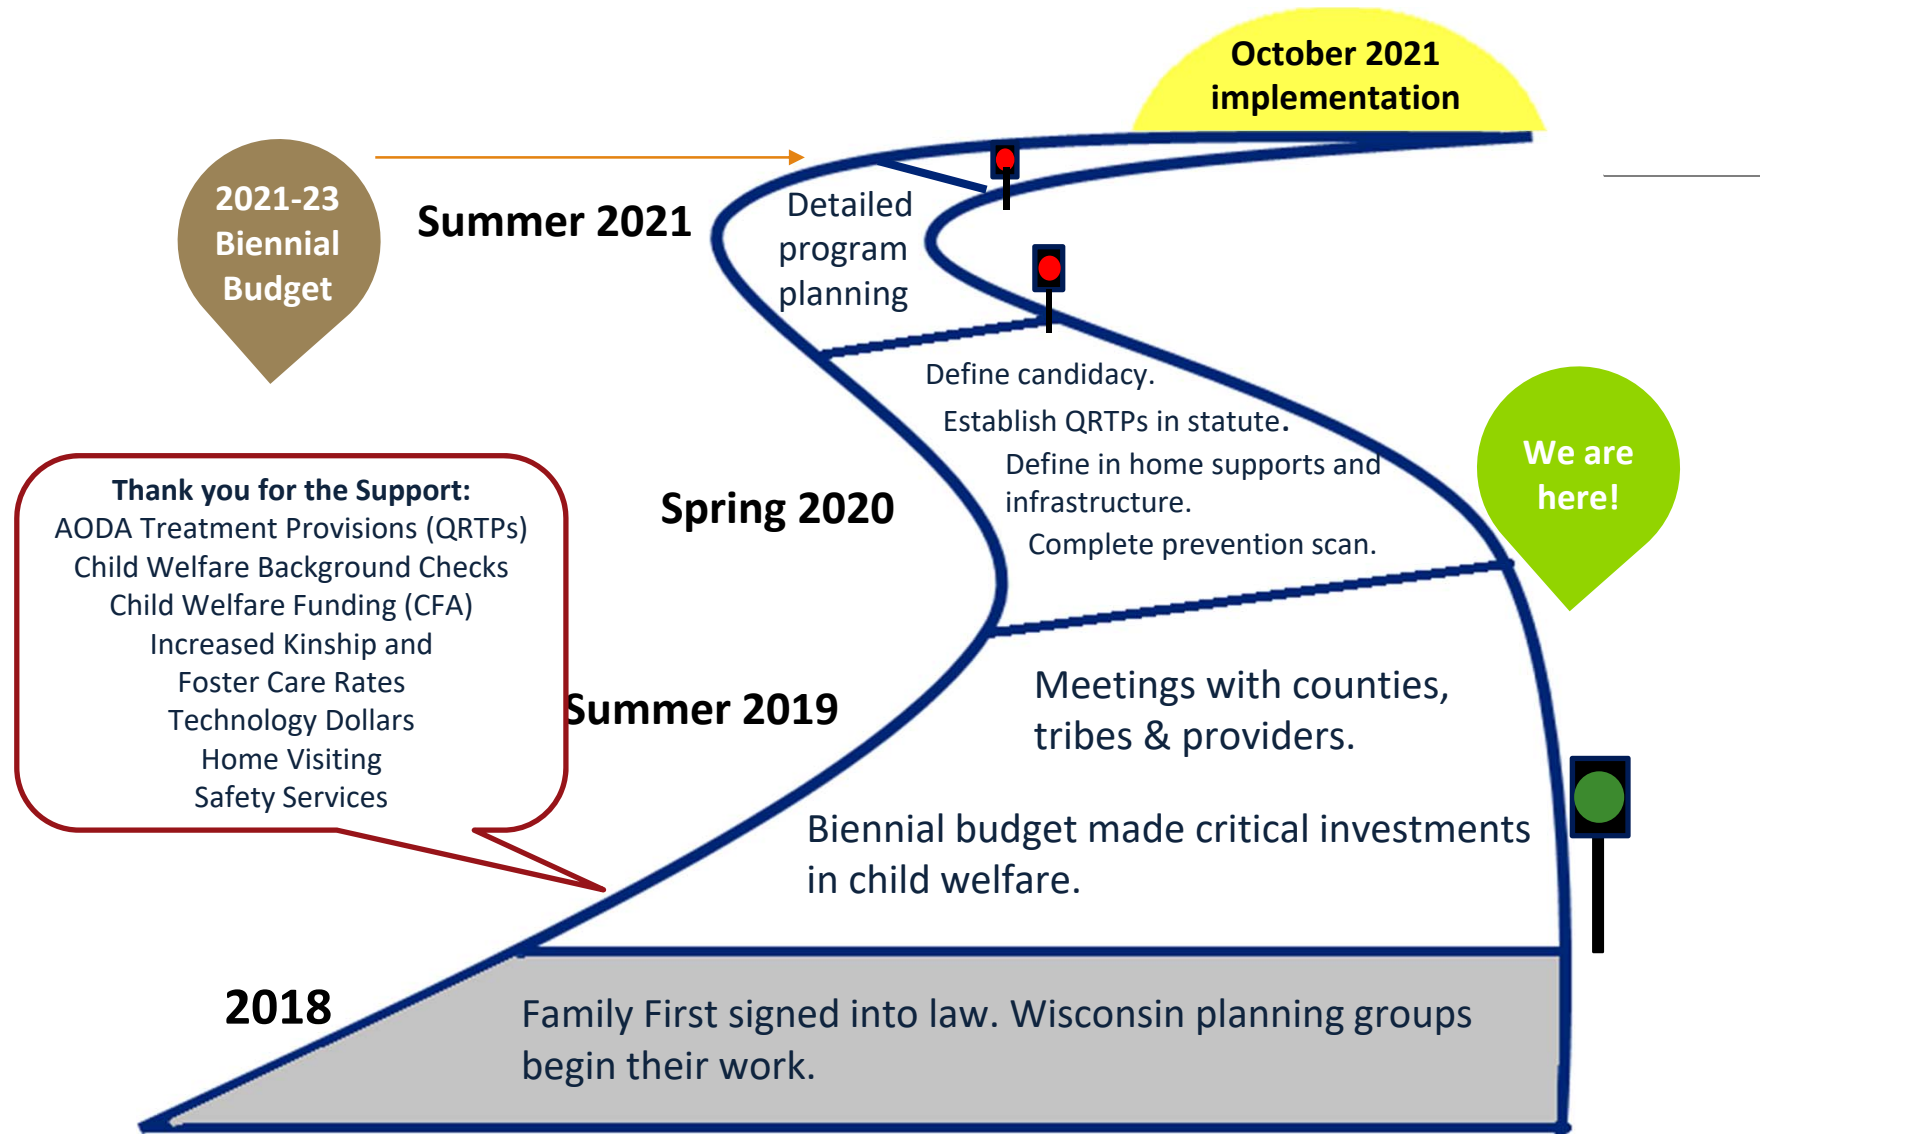 October 2021
implementation
2021-23
Biennial
Budget
Summer 2021
Detailed
program
planning
Define candidacy.
Establish QRTPs in statute.
Define in home supports and
infrastructure.
Complete prevention scan.
We are
here!
Spring 2020
Thank you for the Support:
AODA Treatment Provisions (QRTPs)
Child Welfare Background Checks
Child Welfare Funding (CFA)
Increased Kinship and
Foster Care Rates
Technology Dollars
Home Visiting
Safety Services
Summer 2019
Meetings with counties,
tribes & providers.
Biennial budget made critical investments
in child welfare.
2018
Family First signed into law. Wisconsin planning groups
begin their work.